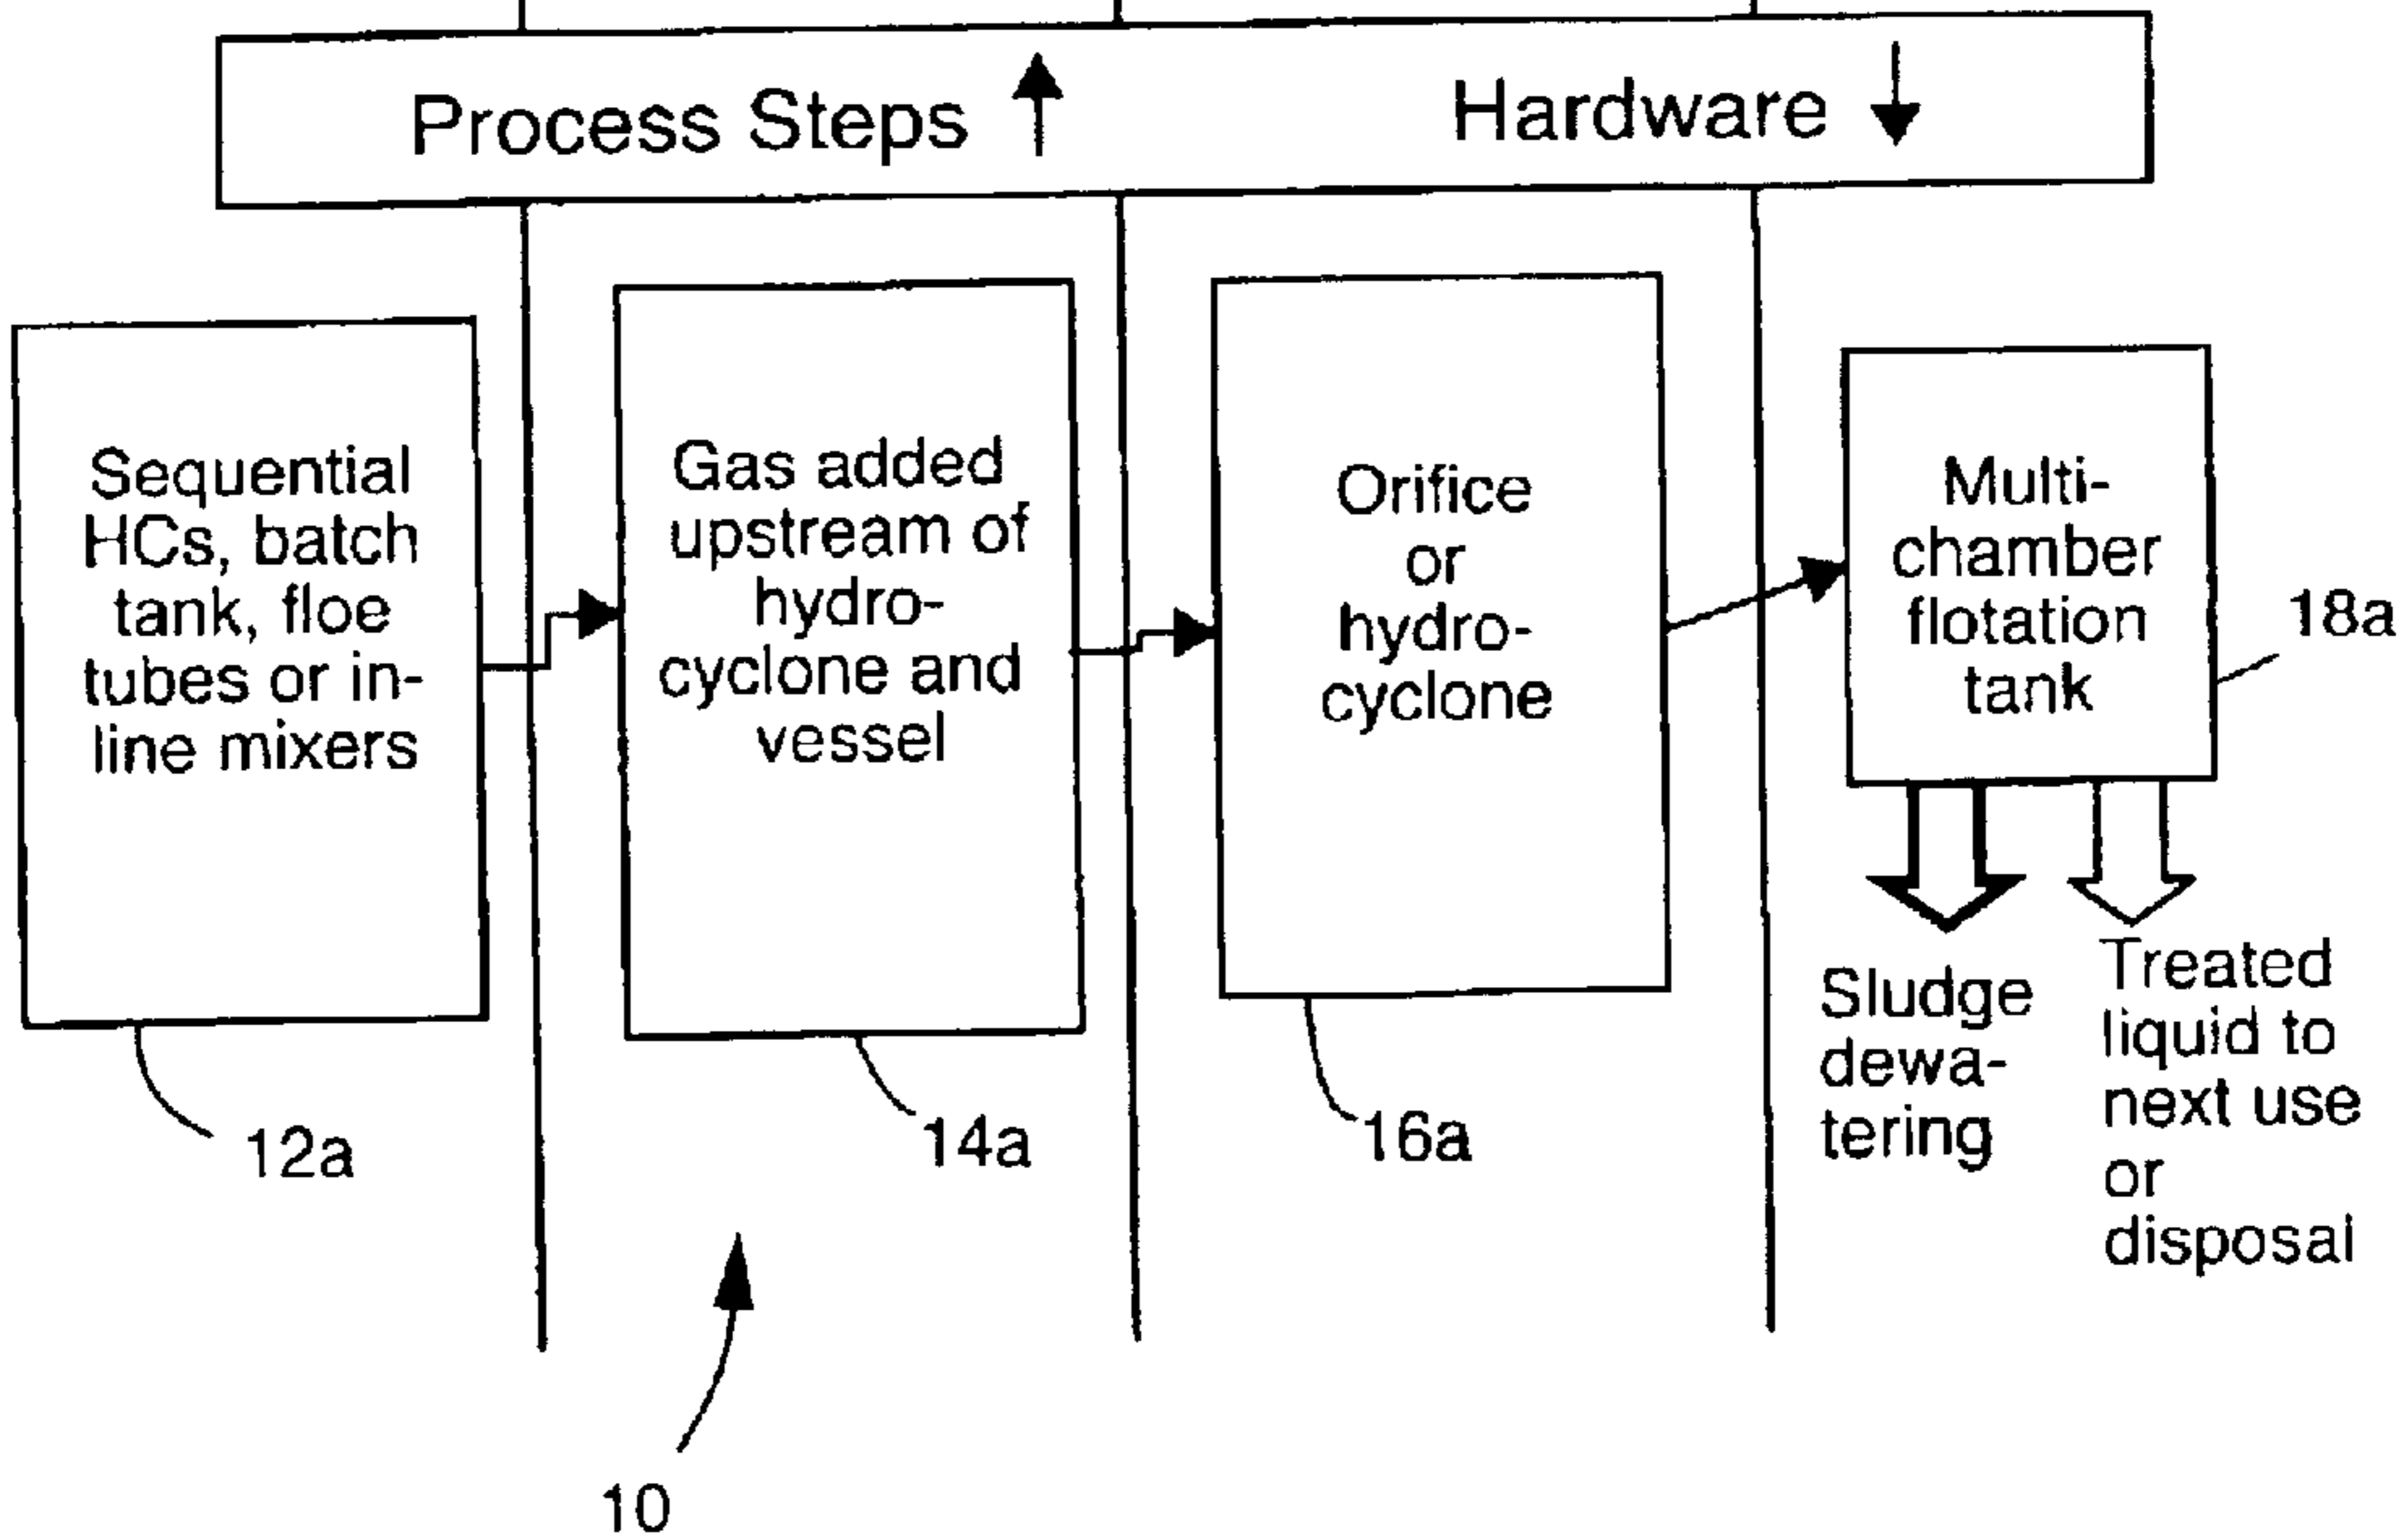 Process Steps
Hardware
Sequential
HCs, batch
tank, floe
tubes or in-
line mixers
12a
Gas added
upstream of
hydro-
cyclone and
vessel
14a
Orifice
or
hydro-
cyclone
16a
Multi-
chamber
flotation
tank
18a
Sludge
dewa-
tering
Treated
liquid to
next use
or
disposal
10